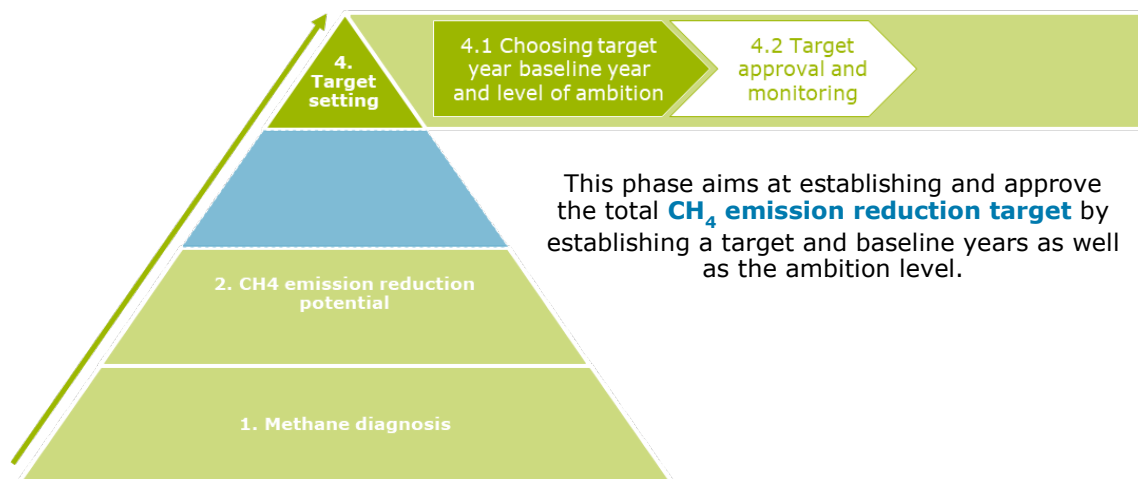 4.
Target
setting
4.1 Choosing target
year baseline year
and level of ambition
4.2 Target
approval and
monitoring
This phase aims at establishing and approve
the total CH₄ emission reduction target by
establishing a target and baseline years as well
as the ambition level.
2. CH4 emission reduction
potential
1. Methane diagnosis